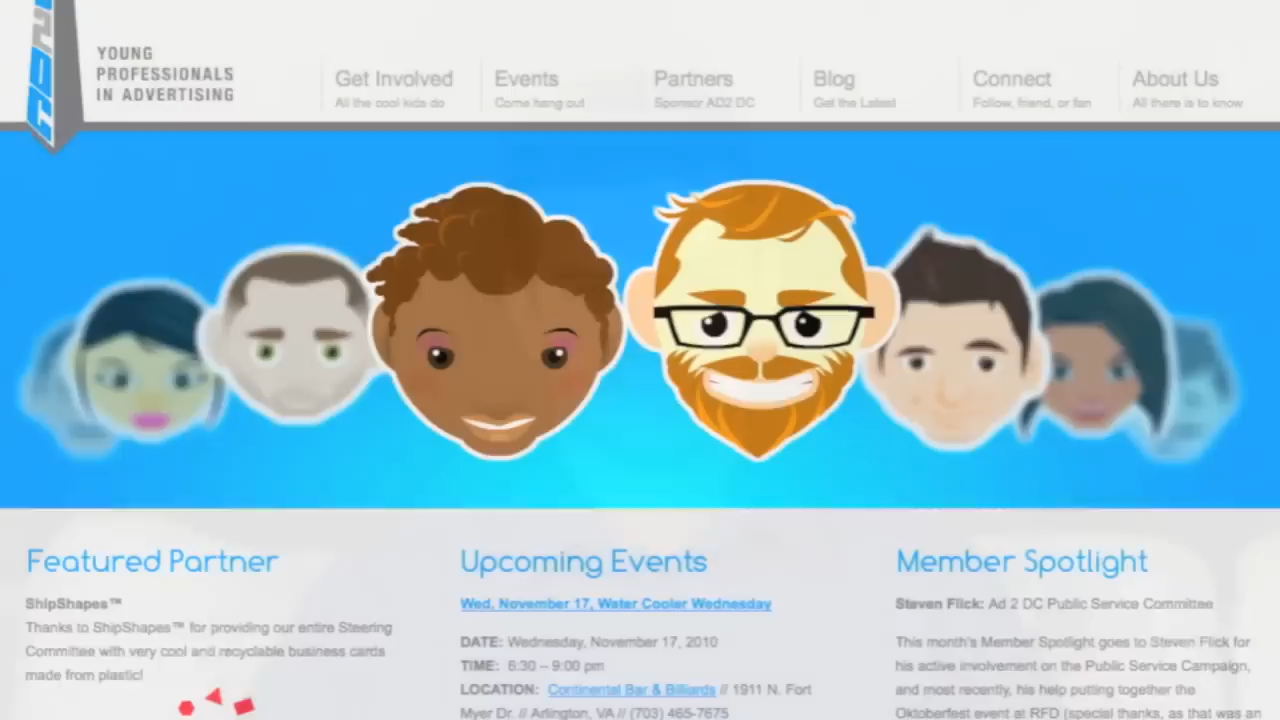 YOUNG
PROFESSIONALS
IN ADVERTISING
Get Involved
All the cool kids do
Events
Come hang out
Partners
Sponsor AD2 DC
Blog
Get the Latest
Connect
Follow, friend, or fan
About Us
All there is to know
Featured Partner
ShipShapes™
Thanks to ShipShapes™ for providing our entire Steering
Committee with very cool and recyclable business cards
made from plastic!
Upcoming Events
Wed, November 17, Water Cooler Wednesday
DATE: Wednesday, November 17, 2010
TIME: 6:30 – 9:00 pm
LOCATION: Continental Bar & Billiards // 1911 N. Fort
Myer Dr. // Arlington, VA // (703) 465-7675
Member Spotlight
Steven Flick: Ad 2 DC Public Service Committee
This month's Member Spotlight goes to Steven Flick for
his active involvement on the Public Service Campaign,
and most recently, his help putting together the
Oktoberfest event at RFD (special thanks, as that was an